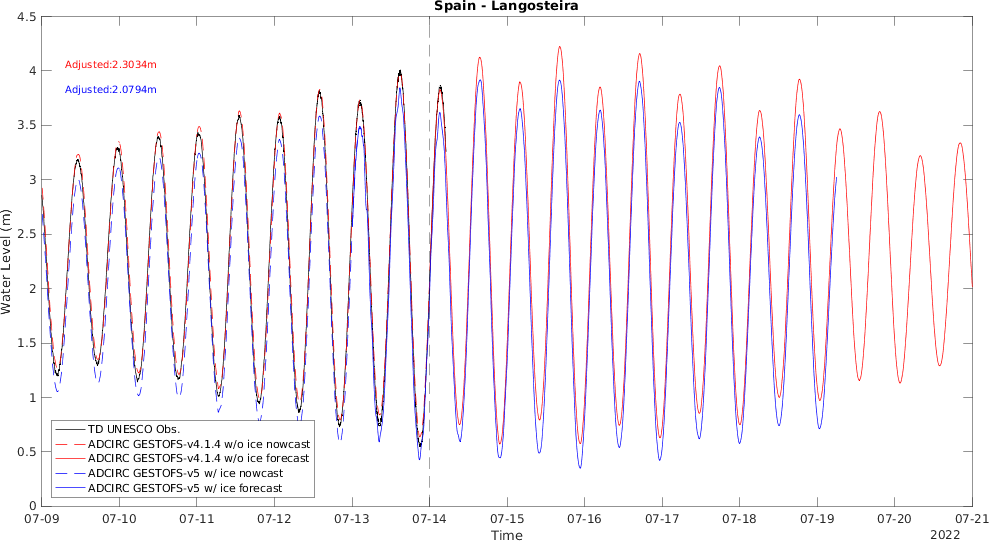 Spain - Langosteira
Adjusted:2.3034m
Adjusted:2.0794m
Water Level (m)
4.5
4
3.5
3
2.5
2
1.5
1
0.5
0
TD UNESCO Obs.
ADCIRC GESTOFS-v4.1.4 w/o ice nowcast
ADCIRC GESTOFS-v4.1.4 w/o ice forecast
ADCIRC GESTOFS-v5 w/ ice nowcast
ADCIRC GESTOFS-v5 w/ ice forecast
07-09 07-10 07-11 07-12 07-13 07-14 07-15 07-16 07-17 07-18 07-19 07-20 07-21
Time
2022